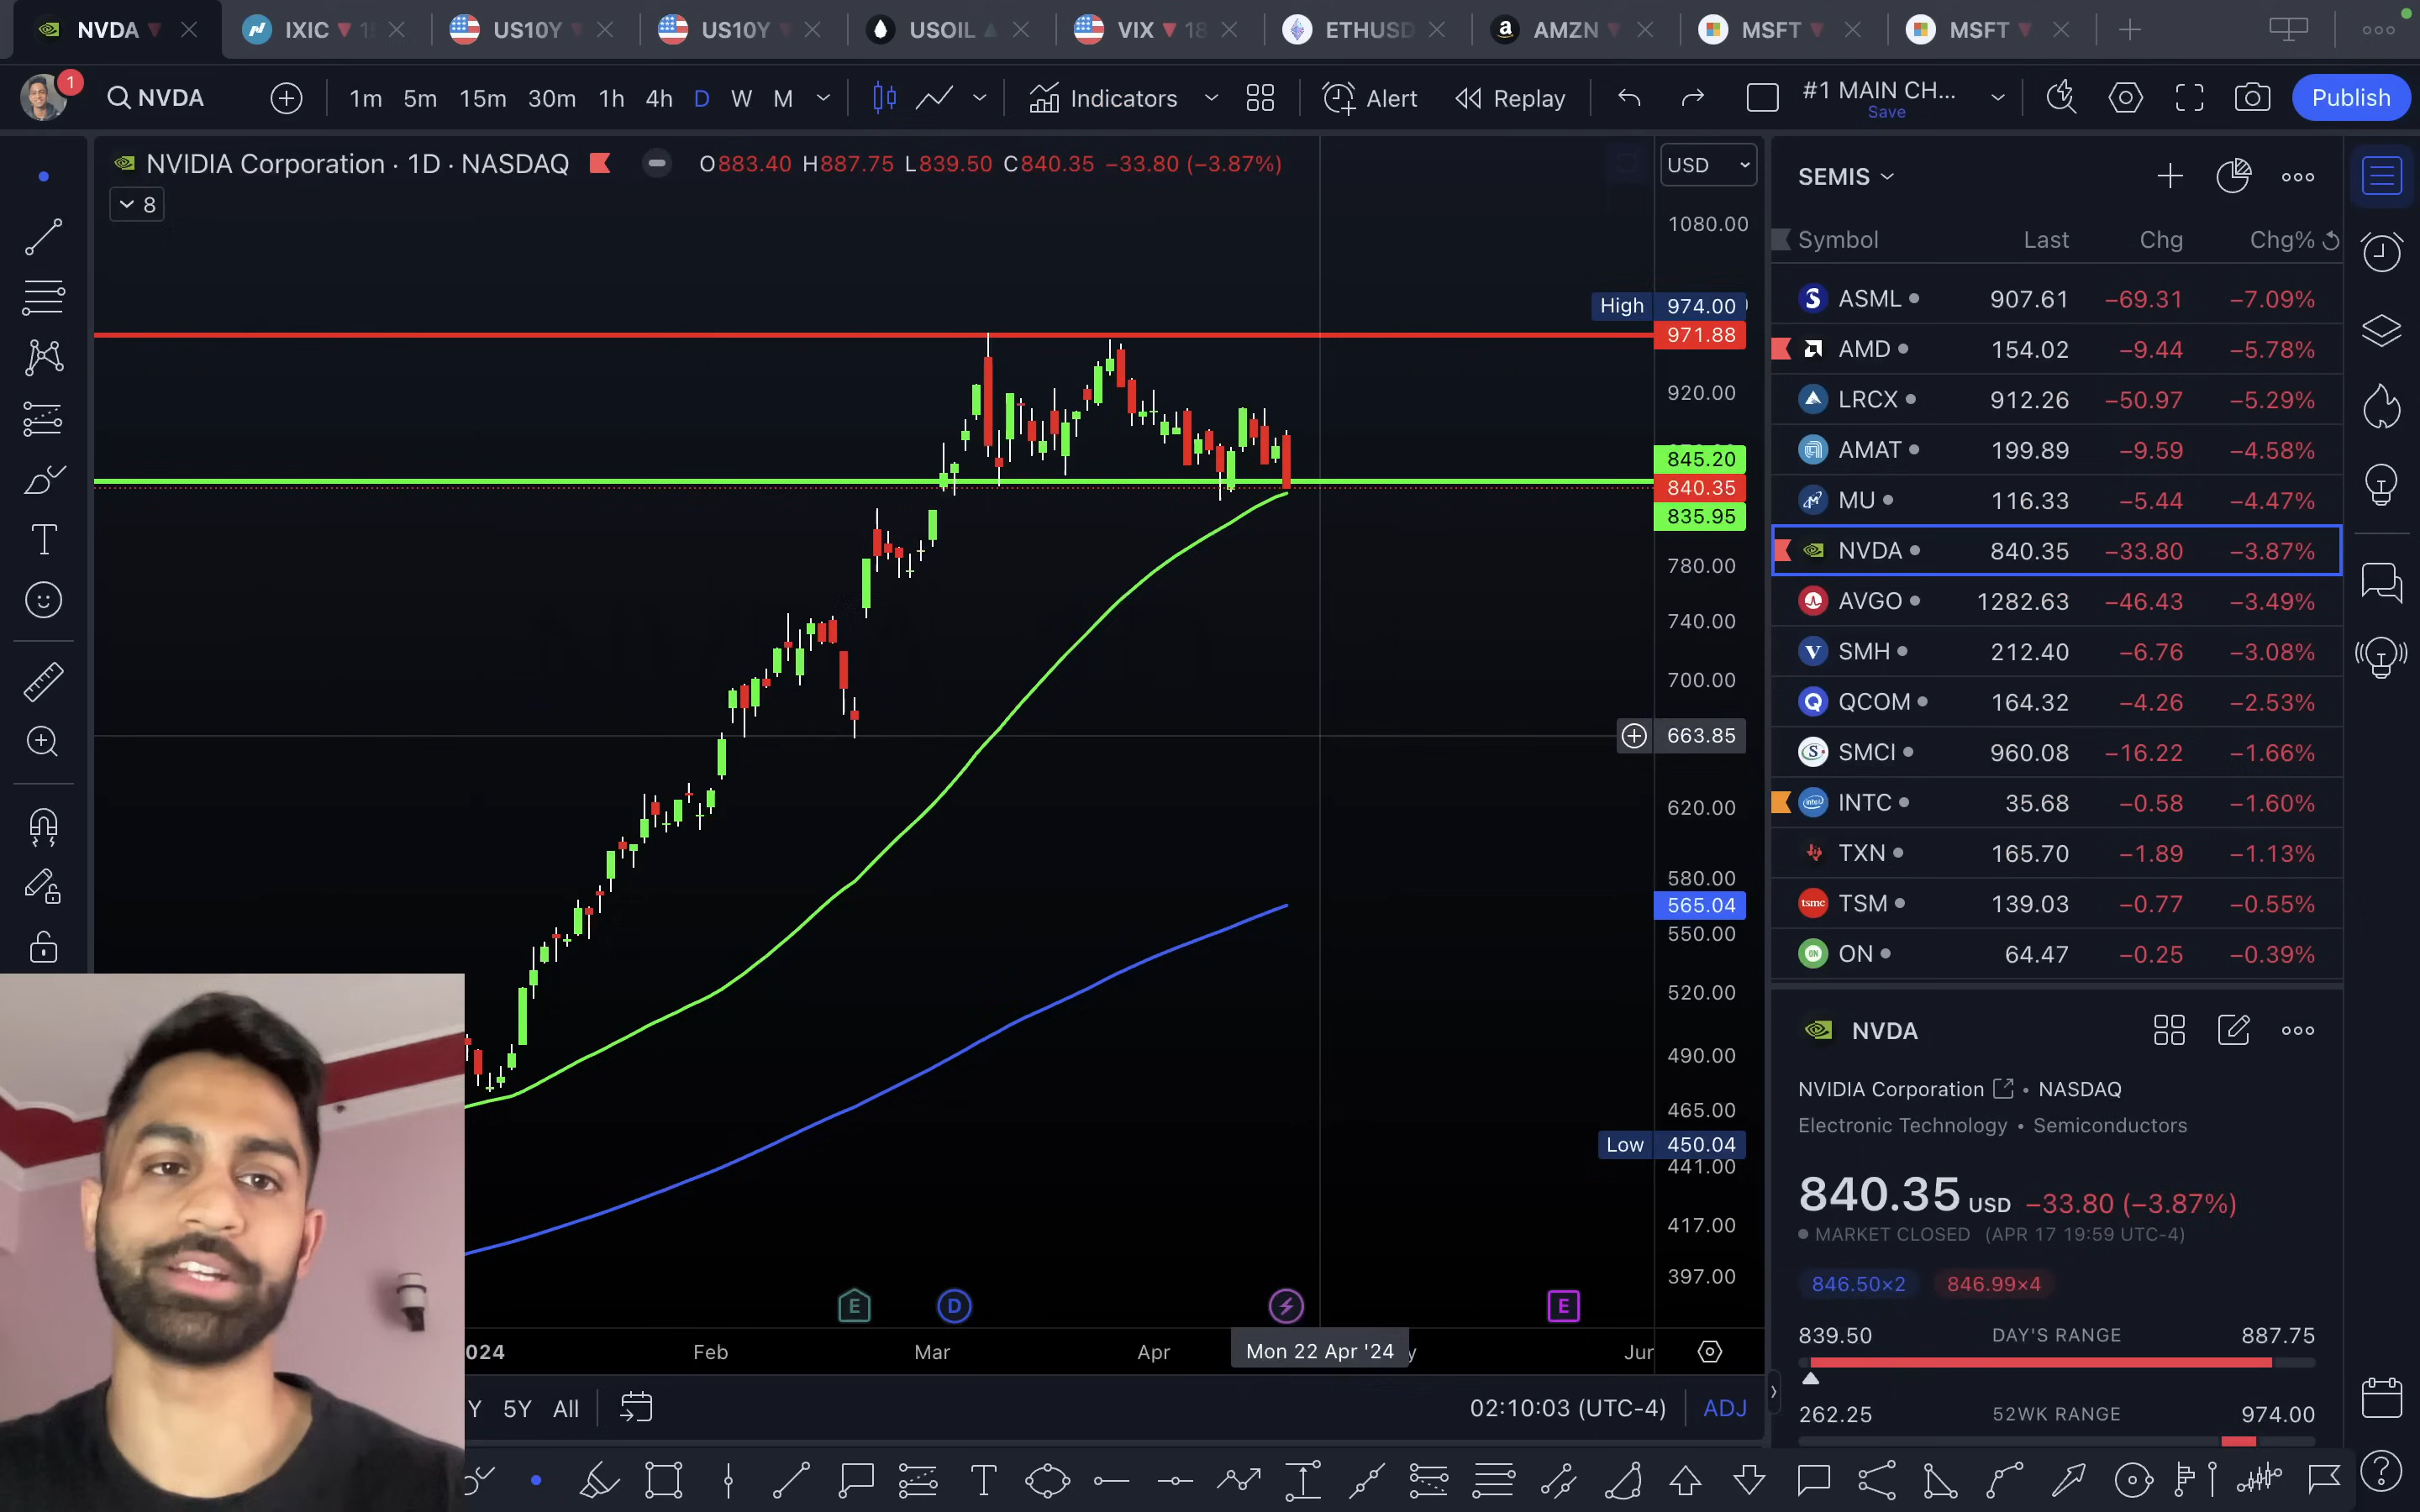 NVDA IXIC US10Y US10Y USOIL VIX 18 ETHUSD AMZN MSFT MSFT
1 NVDA 1m 5m 15m 30m 1h 4h D W M Indicators Alert Replay #1 MAIN CH... Save Publish
NVIDIA Corporation · 1D · NASDAQ O883.40 H887.75 L839.50 C840.35 −33.80 (−3.87%)
8
USD
1080.00
High 974.00
971.88
920.00
845.20
840.35
835.95
780.00
740.00
700.00
663.85
620.00
580.00
565.04
550.00
520.00
490.00
465.00
Low 450.04
441.00
417.00
397.00
E D E
024 Feb Mar Apr Mon 22 Apr '24 y Jun
Y 5Y All 02:10:03 (UTC-4) ADJ
SEMIS
Symbol Last Chg Chg%
ASML 907.61 −69.31 −7.09%
AMD 154.02 −9.44 −5.78%
LRCX 912.26 −50.97 −5.29%
AMAT 199.89 −9.59 −4.58%
MU 116.33 −5.44 −4.47%
NVDA 840.35 −33.80 −3.87%
AVGO 1282.63 −46.43 −3.49%
SMH 212.40 −6.76 −3.08%
QCOM 164.32 −4.26 −2.53%
SMCI 960.08 −16.22 −1.66%
INTC 35.68 −0.58 −1.60%
TXN 165.70 −1.89 −1.13%
TSM 139.03 −0.77 −0.55%
ON 64.47 −0.25 −0.39%
NVDA
NVIDIA Corporation • NASDAQ
Electronic Technology • Semiconductors
840.35 USD −33.80 (−3.87%)
MARKET CLOSED (APR 17 19:59 UTC-4)
846.50×2 846.99×4
839.50 DAY'S RANGE 887.75
262.25 52WK RANGE 974.00